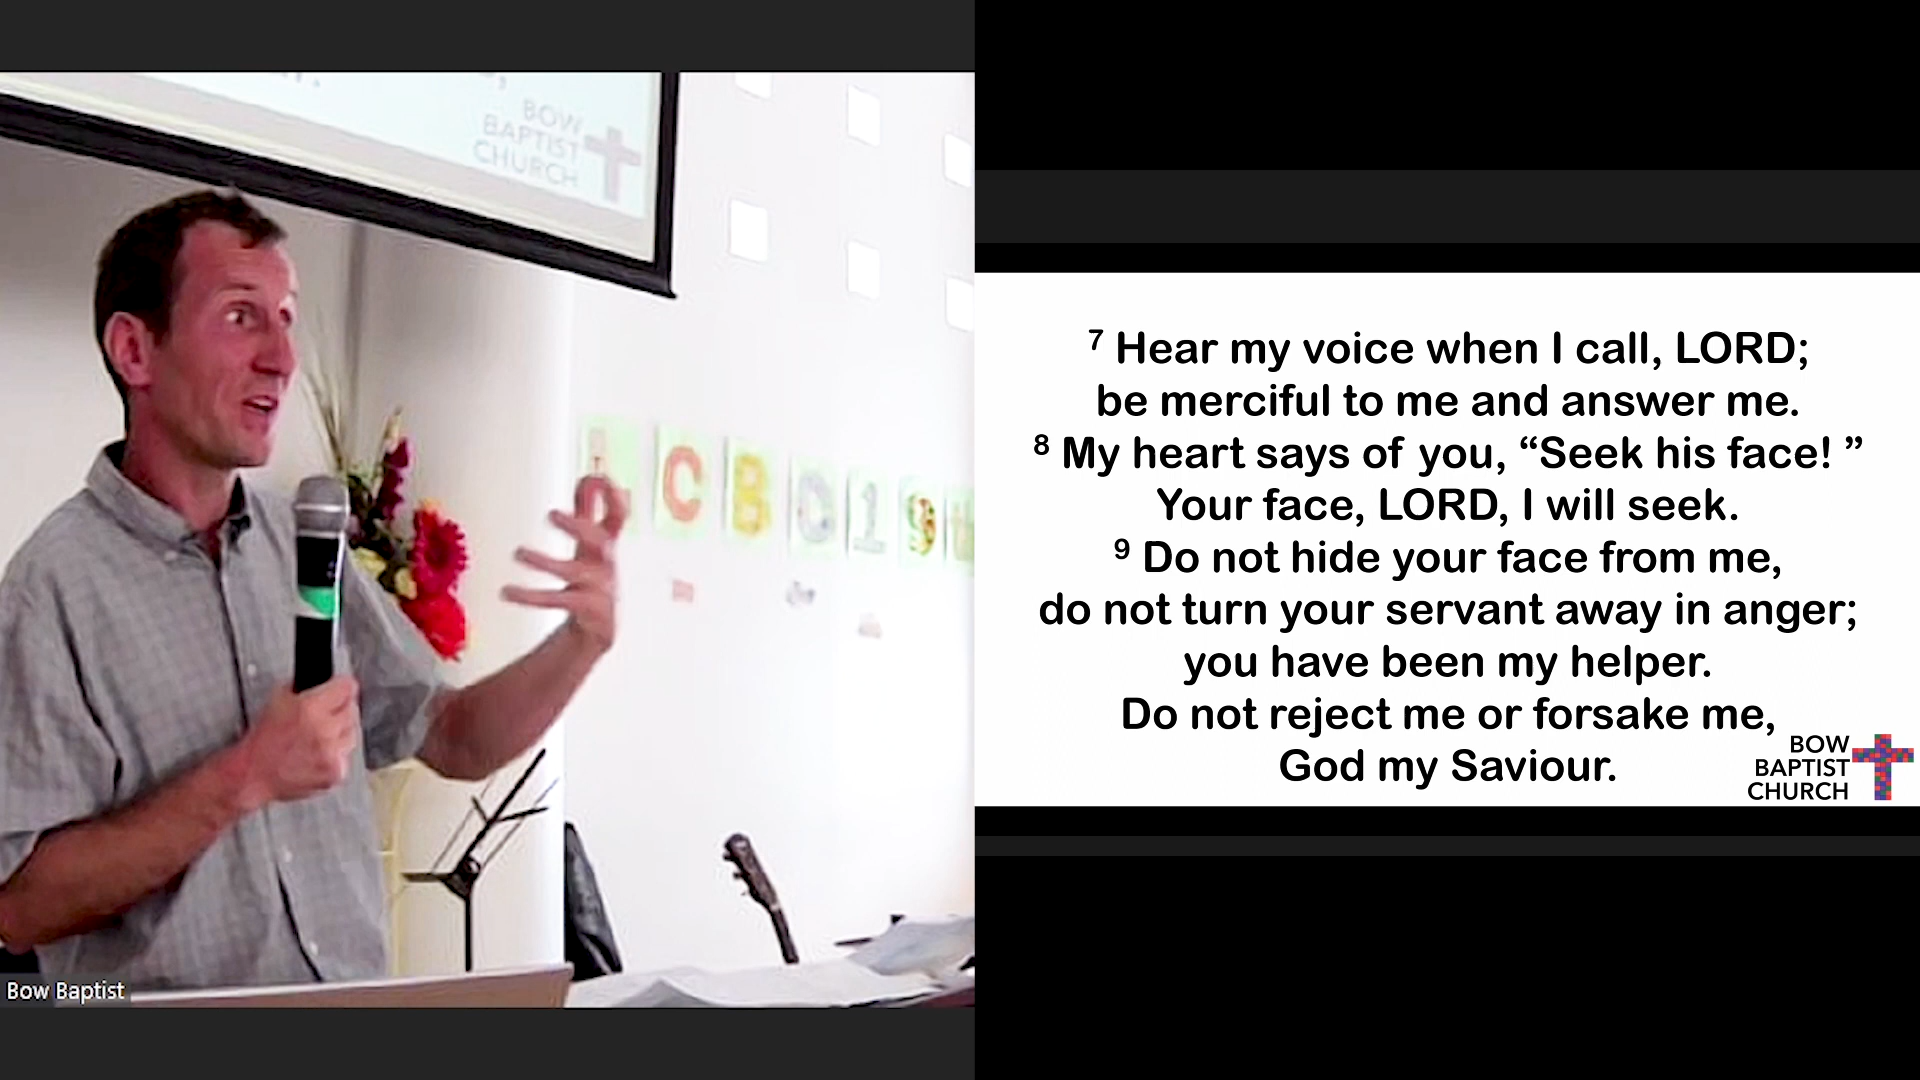 BOW
BAPTIST
CHURCH
C B
1 9
Bow Baptist
⁷ Hear my voice when I call, LORD;
be merciful to me and answer me.
⁸ My heart says of you, “Seek his face! ”
Your face, LORD, I will seek.
⁹ Do not hide your face from me,
do not turn your servant away in anger;
you have been my helper.
Do not reject me or forsake me,
God my Saviour.
BOW
BAPTIST
CHURCH